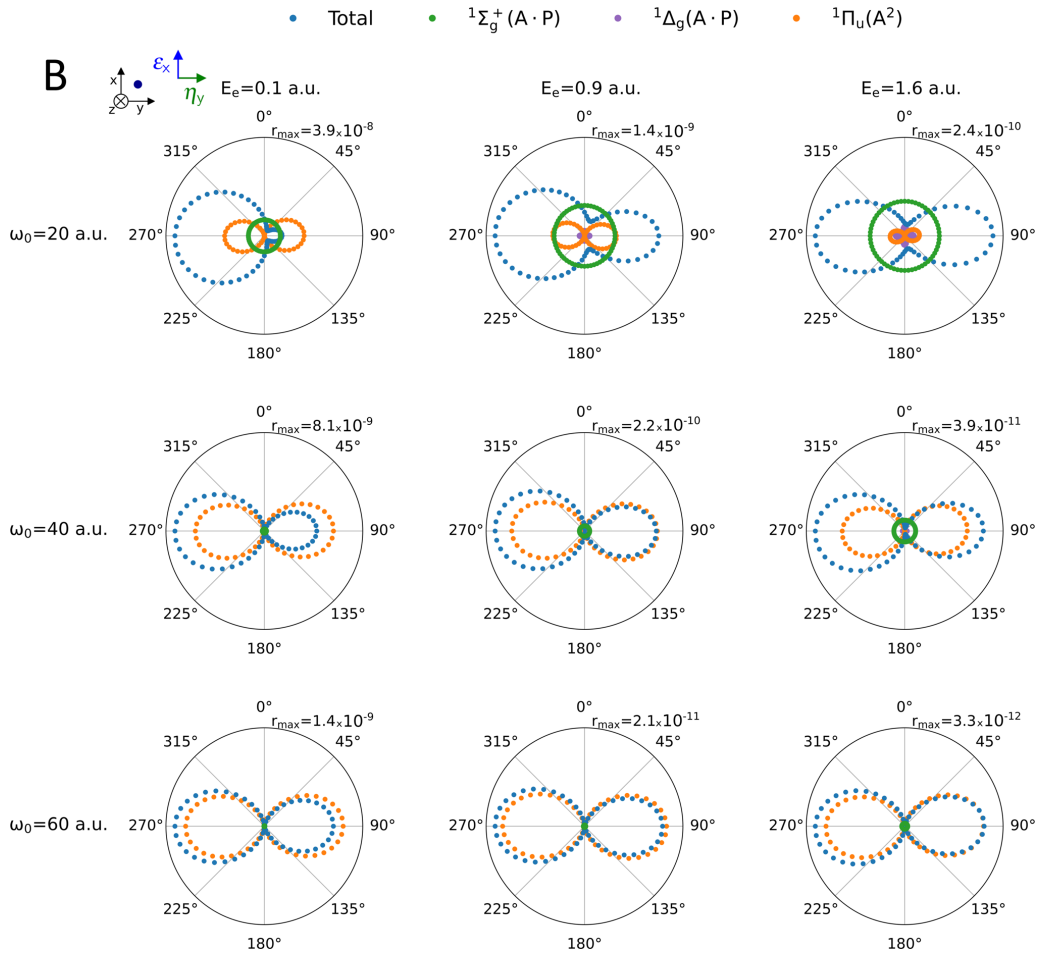 Total ¹Σg⁺(A · P) ¹Δg(A · P) ¹Πu(A²)
B
εx
x
z
y
ηy
Ee=0.1 a.u. Ee=0.9 a.u. Ee=1.6 a.u.
0° 0° 0°
rmax=3.9x10⁻⁸ rmax=1.4x10⁻⁹ rmax=2.4x10⁻¹⁰
315° 45° 315° 45° 315° 45°
ω₀=20 a.u. 270° 90° 270° 90° 270° 90°
225° 135° 225° 135° 225° 135°
180° 180° 180°
0° 0° 0°
rmax=8.1x10⁻⁹ rmax=2.2x10⁻¹⁰ rmax=3.9x10⁻¹¹
315° 45° 315° 45° 315° 45°
ω₀=40 a.u. 270° 90° 270° 90° 270° 90°
225° 135° 225° 135° 225° 135°
180° 180° 180°
0° 0° 0°
rmax=1.4x10⁻⁹ rmax=2.1x10⁻¹¹ rmax=3.3x10⁻¹²
315° 45° 315° 45° 315° 45°
ω₀=60 a.u. 270° 90° 270° 90° 270° 90°
225° 135° 225° 135° 225° 135°
180° 180° 180°